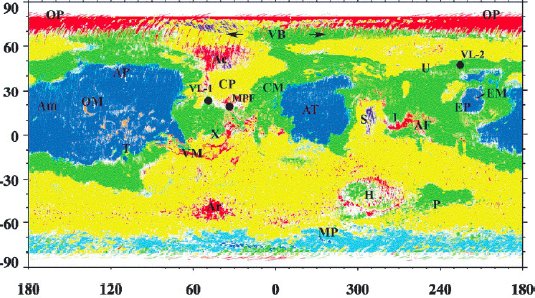 90
OP
OP
VB
60
Ac
VL-2
AP
U
CP
30
VL-1
CM
Am
OM
MPF
AT
EM
EP
S
I
AI
0
X
T
VM
-30
H
Ar
P
-60
MP
-90
180 120 60 0 300 240 180